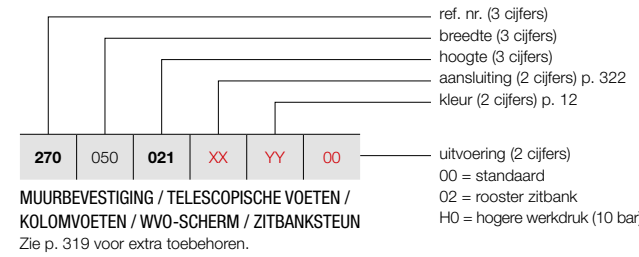 ref. nr. (3 cijfers)
breedte (3 cijfers)
hoogte (3 cijfers)
aansluiting (2 cijfers) p. 322
kleur (2 cijfers) p. 12
270 050 021 XX YY 00
uitvoering (2 cijfers)
00 = standaard
02 = rooster zitbank
H0 = hogere werkdruk (10 bar)
MUURBEVESTIGING / TELESCOPISCHE VOETEN /
KOLOMVOETEN / WVO-SCHERM / ZITBANKSTEUN
Zie p. 319 voor extra toebehoren.